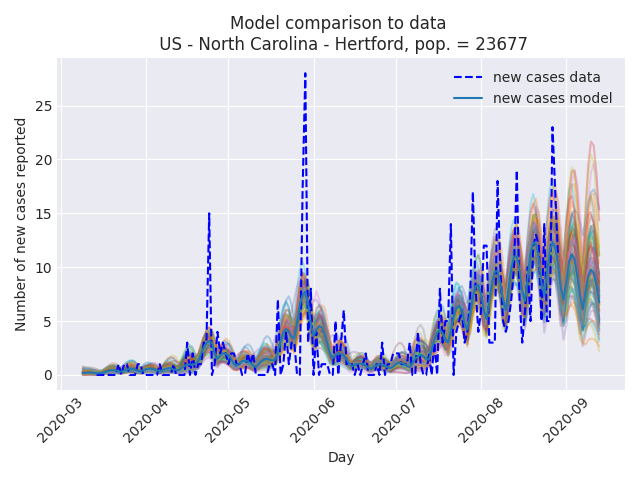 Model comparison to data
US - North Carolina - Hertford, pop. = 23677
new cases data
new cases model
Number of new cases reported
25
20
15
10
5
0
2020-03
2020-04
2020-05
2020-06
2020-07
2020-08
2020-09
Day